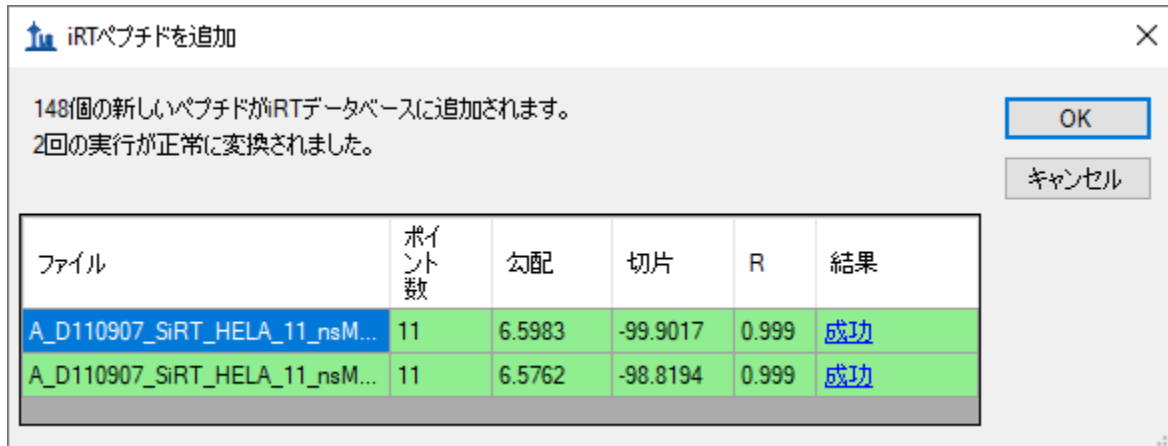 iRTペプチドを追加
148個の新しいペプチドがiRTデータベースに追加されます。
2回の実行が正常に変換されました。
OK
キャンセル
ファイル ポイント数 勾配 切片 R 結果
A_D110907_SiRT_HELA_11_nsM... 11 6.5983 -99.9017 0.999 成功
A_D110907_SiRT_HELA_11_nsM... 11 6.5762 -98.8194 0.999 成功